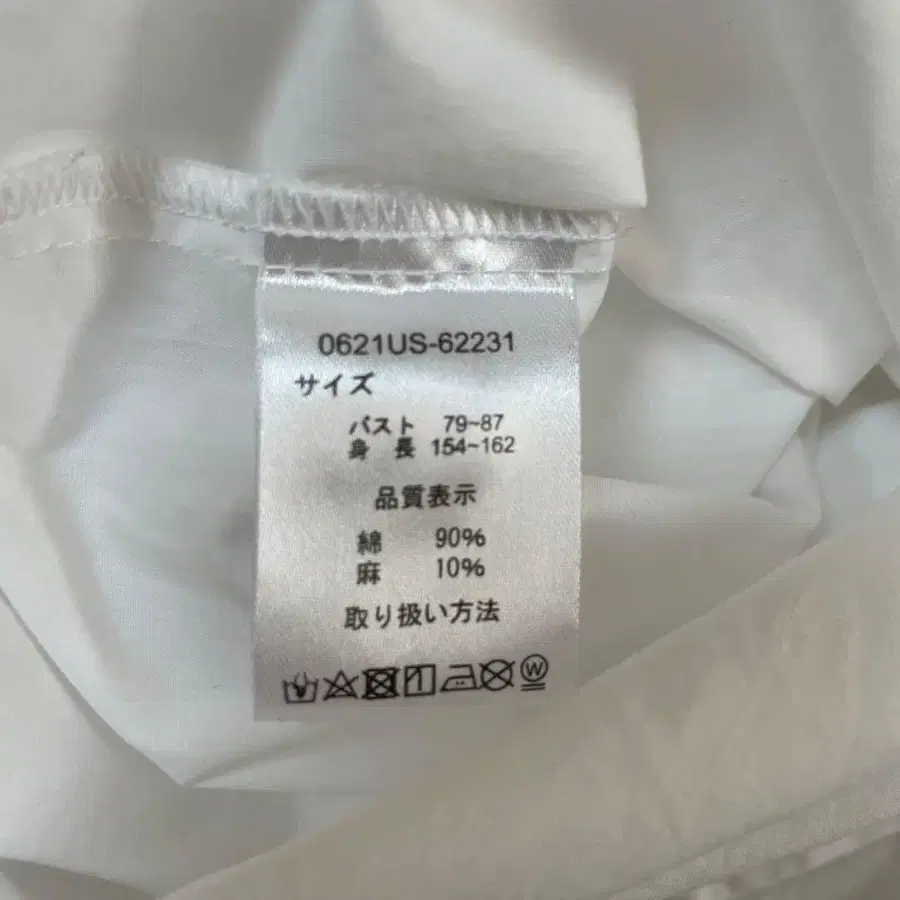 0621US-62231
サイズ
バスト 79~87
身長 154~162
品質表示
綿 90%
麻 10%
取り扱い方法
W